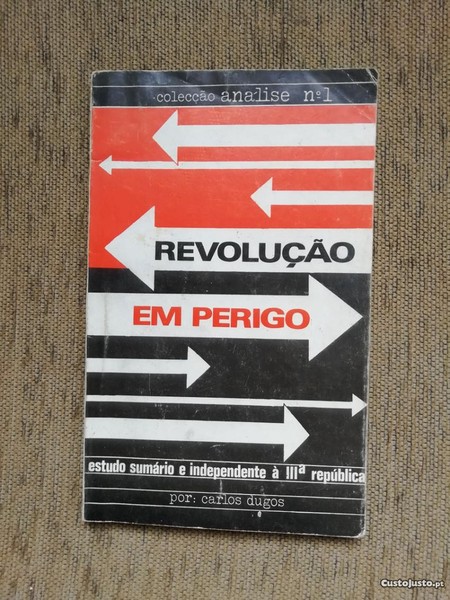 colecção analise nº1
REVOLUÇÃO
EM PERIGO
estudo sumário e independente à IIIª república
por: carlos dugos
CustoJusto.pt